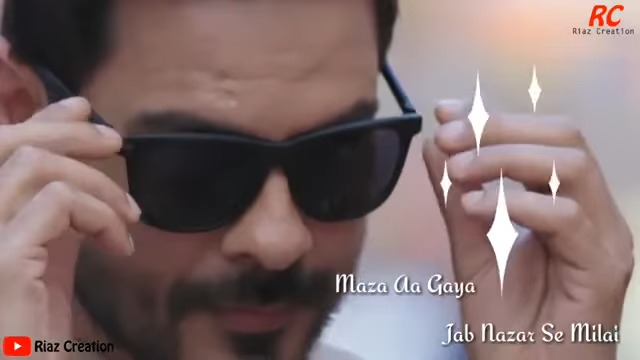 RC
Riaz Creation
Maza Aa Gaya
Jab Nazar Se Milai
Riaz Creation